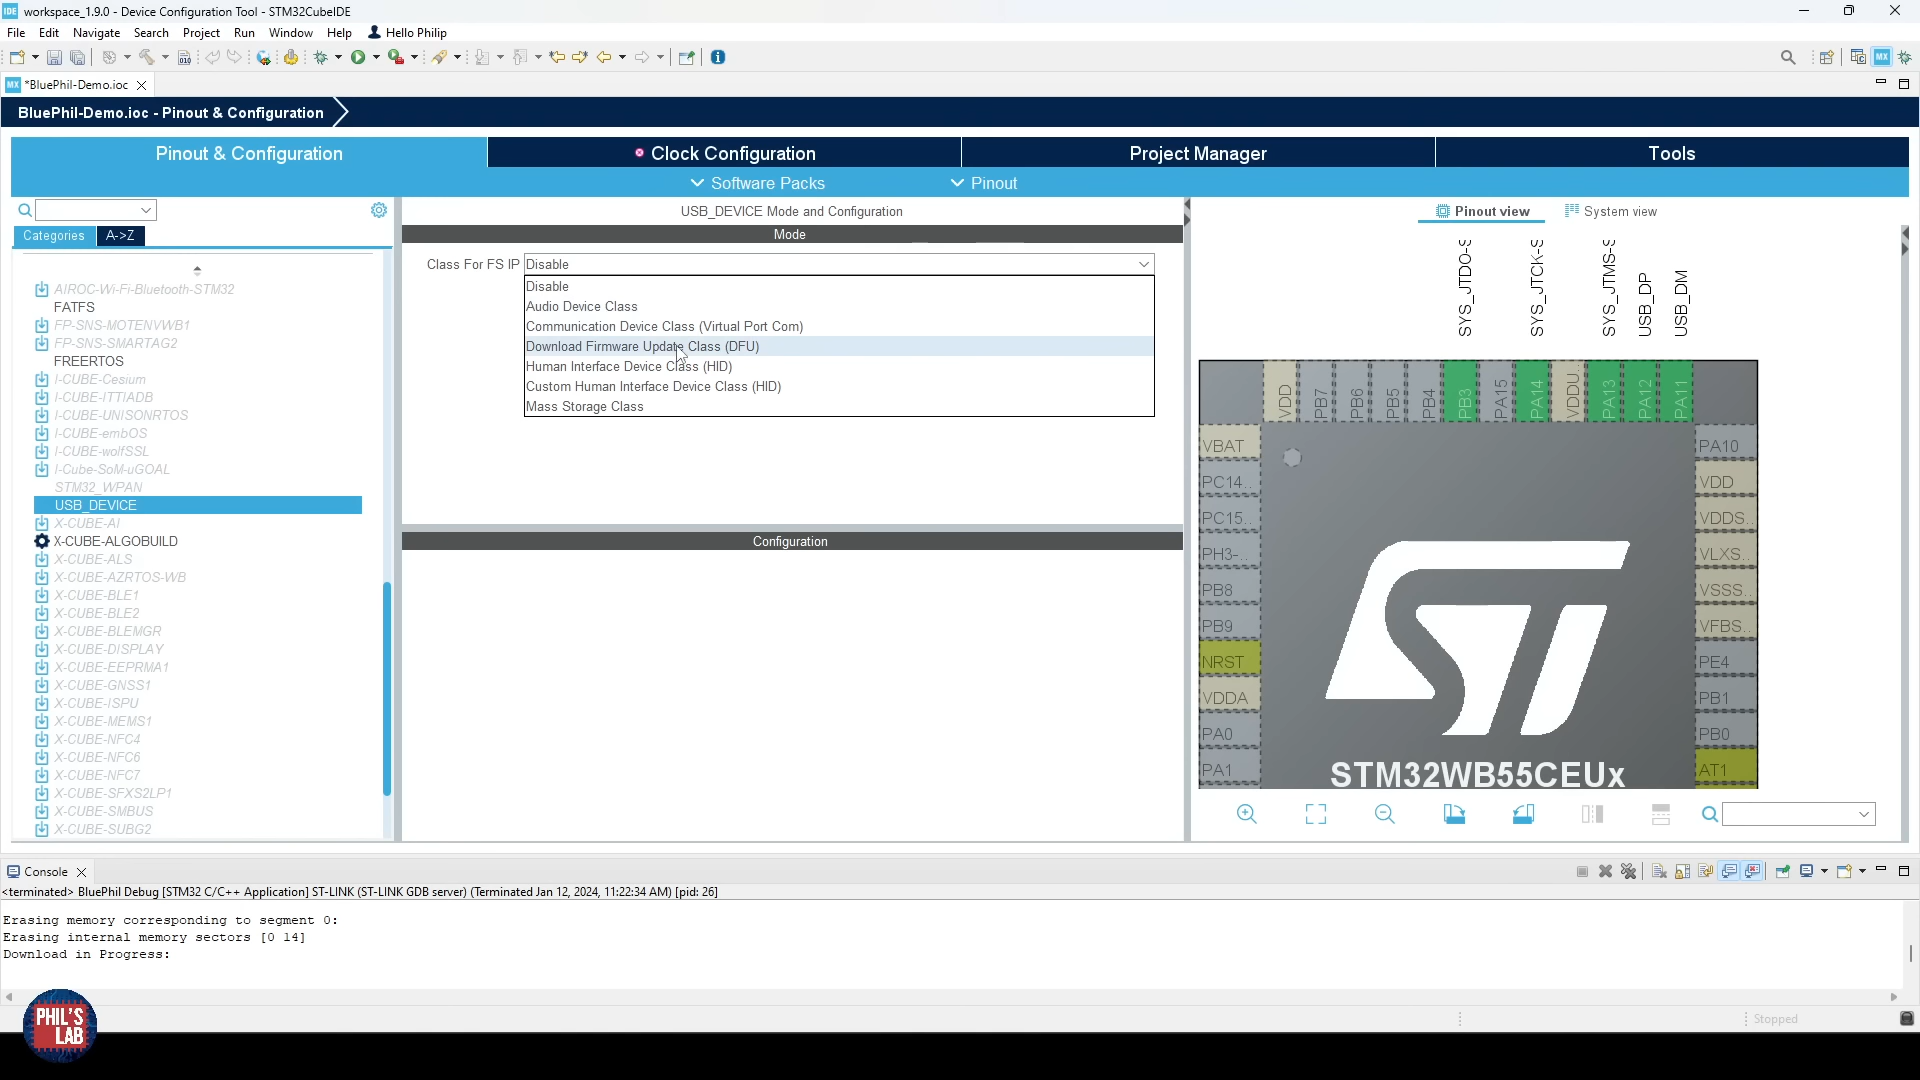 IDE workspace_1.9.0 - Device Configuration Tool - STM32CubeIDE
File Edit Navigate Search Project Run Window Help Hello Philip
MX *BluePhil-Demo.ioc
BluePhil-Demo.ioc - Pinout & Configuration
Pinout & Configuration
Clock Configuration
Project Manager
Tools
Software Packs
Pinout
Categories
A->Z
AIROC-Wi-Fi-Bluetooth-STM32
FATFS
FP-SNS-MOTENVWB1
FP-SNS-SMARTAG2
FREERTOS
I-CUBE-Cesium
I-CUBE-ITTIADB
I-CUBE-UNISONRTOS
I-CUBE-embOS
I-CUBE-wolfSSL
I-Cube-SoM-uGOAL
STM32_WPAN
USB_DEVICE
X-CUBE-AI
X-CUBE-ALGOBUILD
X-CUBE-ALS
X-CUBE-AZRTOS-WB
X-CUBE-BLE1
X-CUBE-BLE2
X-CUBE-BLEMGR
X-CUBE-DISPLAY
X-CUBE-EEPRMA1
X-CUBE-GNSS1
X-CUBE-ISPU
X-CUBE-MEMS1
X-CUBE-NFC4
X-CUBE-NFC6
X-CUBE-NFC7
X-CUBE-SFXS2LP1
X-CUBE-SMBUS
X-CUBE-SUBG2
USB_DEVICE Mode and Configuration
Mode
Class For FS IP Disable
Disable
Audio Device Class
Communication Device Class (Virtual Port Com)
Download Firmware Update Class (DFU)
Human Interface Device Class (HID)
Custom Human Interface Device Class (HID)
Mass Storage Class
Configuration
Pinout view
System view
SYS_JTDO-S
SYS_JTCK-S
SYS_JTMS-S
USB_DP
USB_DM
VDD
PB7
PB6
PB5
PB4
PB3
PA15
PA14
VDDU..
PA13
PA12
PA11
VBAT
PC14..
PC15..
PH3-..
PB8
PB9
NRST
VDDA
PA0
PA1
PA10
VDD
VDDS..
VLXS..
VSSS..
VFBS..
PE4
PB1
PB0
AT1
ST
STM32WB55CEUx
Console
<terminated> BluePhil Debug [STM32 C/C++ Application] ST-LINK (ST-LINK GDB server) (Terminated Jan 12, 2024, 11:22:34 AM) [pid: 26]
Erasing memory corresponding to segment 0:
Erasing internal memory sectors [0 14]
Download in Progress:
PHIL'S
LAB
Stopped